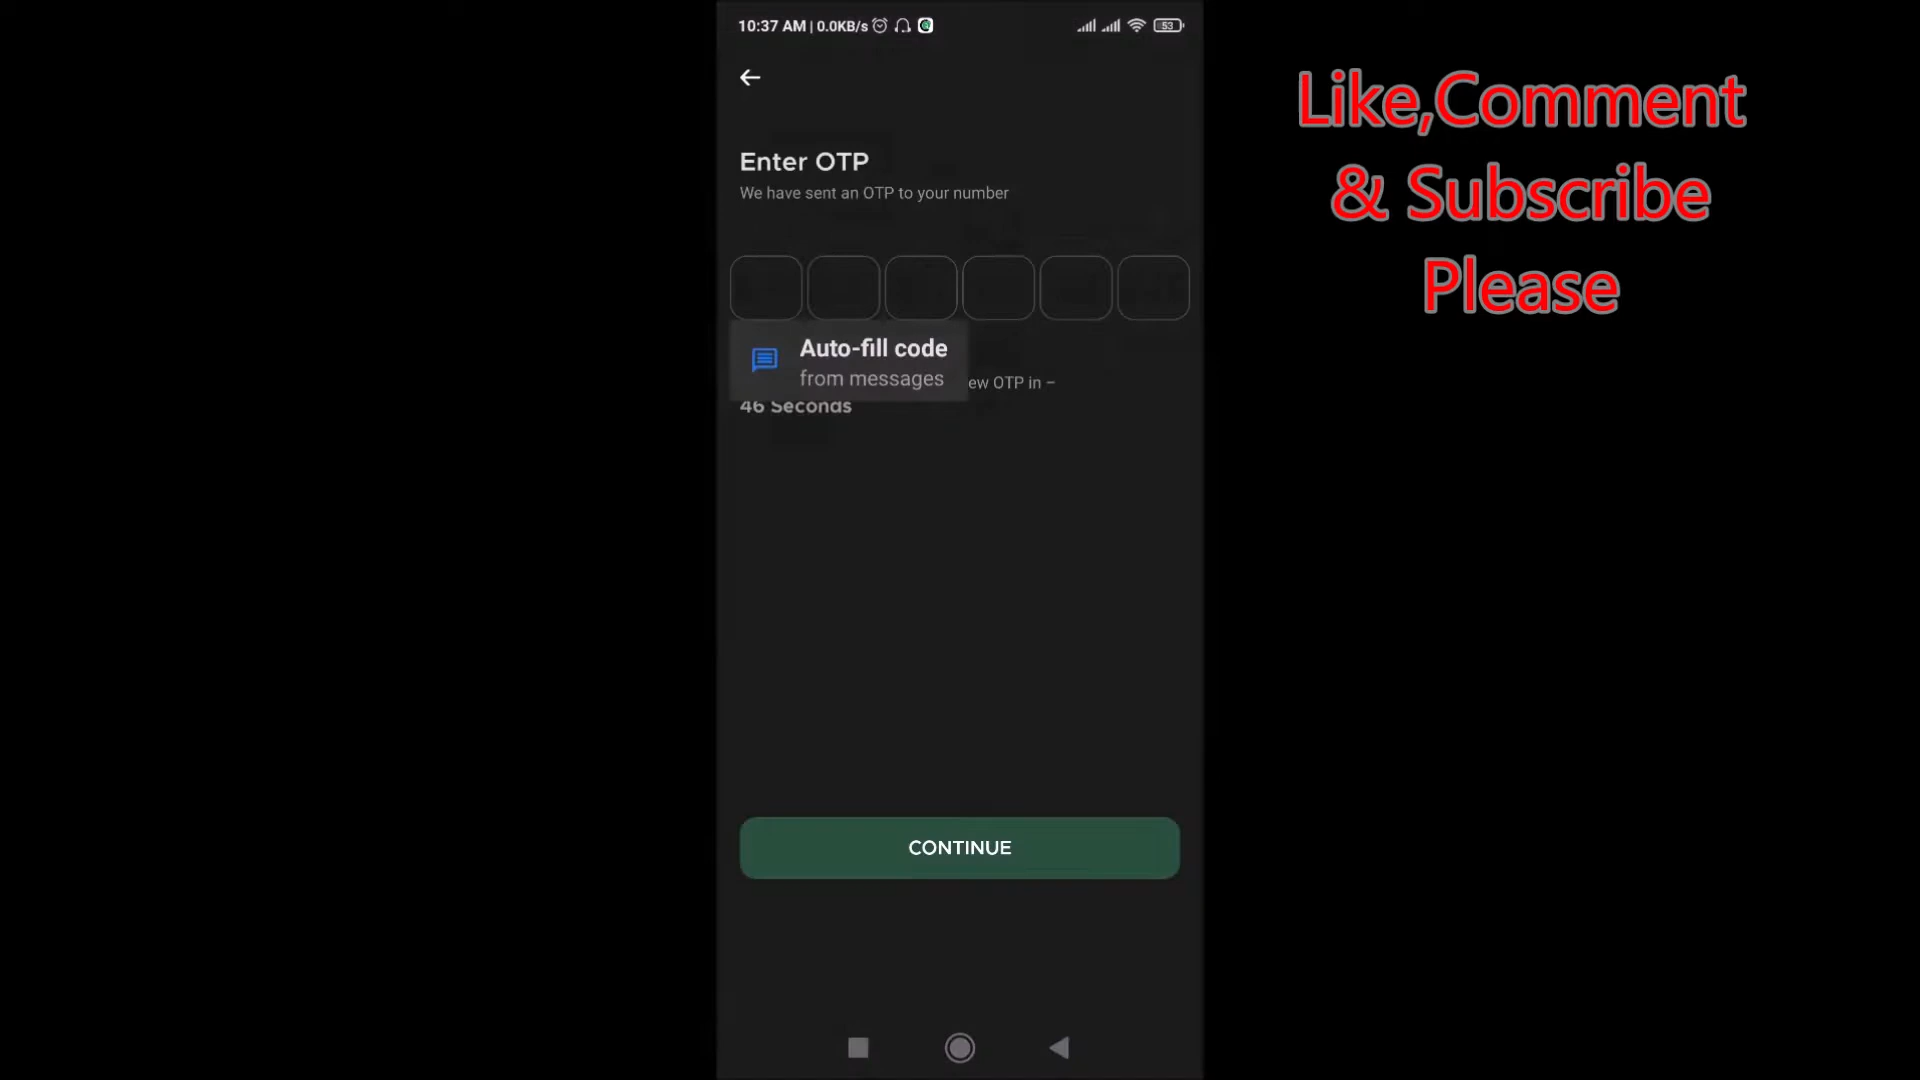 10:37 AM | 0.0KB/s
53
Enter OTP
We have sent an OTP to your number
Auto-fill code
from messages
ew OTP in –
46 Seconds
CONTINUE
Like,Comment
& Subscribe
Please